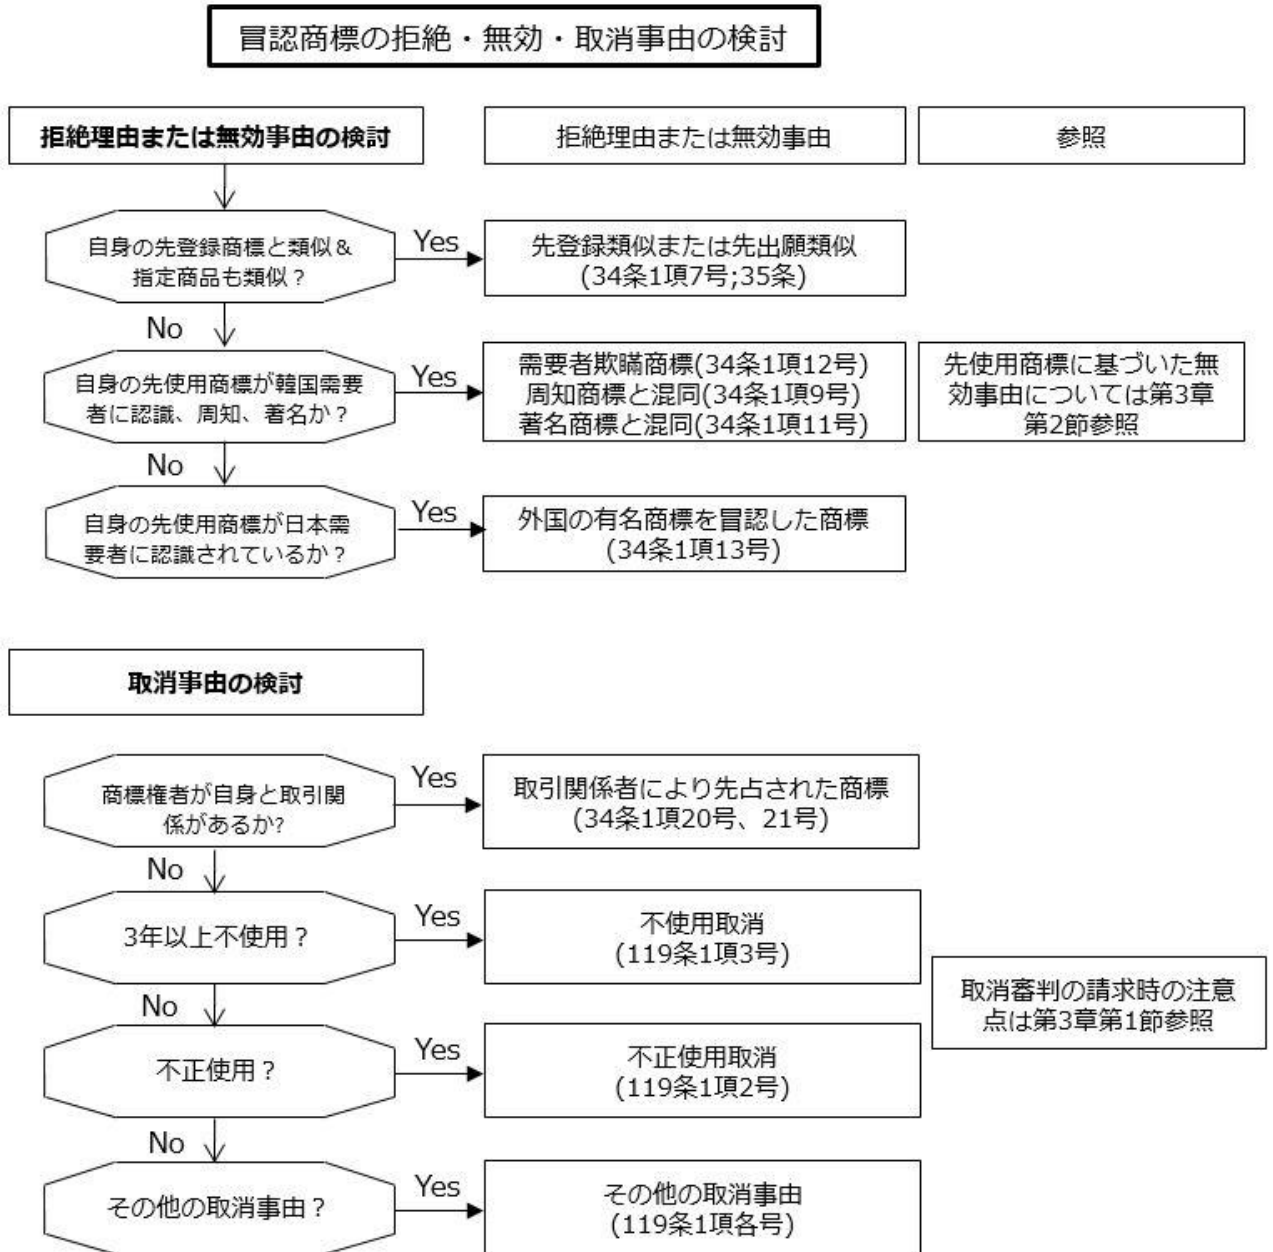 冒認商標の拒絶・無効・取消事由の検討
拒絶理由または無効事由の検討
拒絶理由または無効事由
参照
自身の先登録商標と類似＆
指定商品も類似？
Yes
先登録類似または先出願類似
(34条1項7号;35条)
No
自身の先使用商標が韓国需要
者に認識、周知、著名か？
Yes
需要者欺瞞商標(34条1項12号)
周知商標と混同(34条1項9号)
著名商標と混同(34条1項11号)
先使用商標に基づいた無
効事由については第3章
第2節参照
No
自身の先使用商標が日本需
要者に認識されているか？
Yes
外国の有名商標を冒認した商標
(34条1項13号)
取消事由の検討
商標権者が自身と取引関
係があるか?
Yes
取引関係者により先占された商標
(34条1項20号、21号)
No
3年以上不使用？
Yes
不使用取消
(119条1項3号)
取消審判の請求時の注意
点は第3章第1節参照
No
不正使用？
Yes
不正使用取消
(119条1項2号)
No
その他の取消事由？
Yes
その他の取消事由
(119条1項各号)